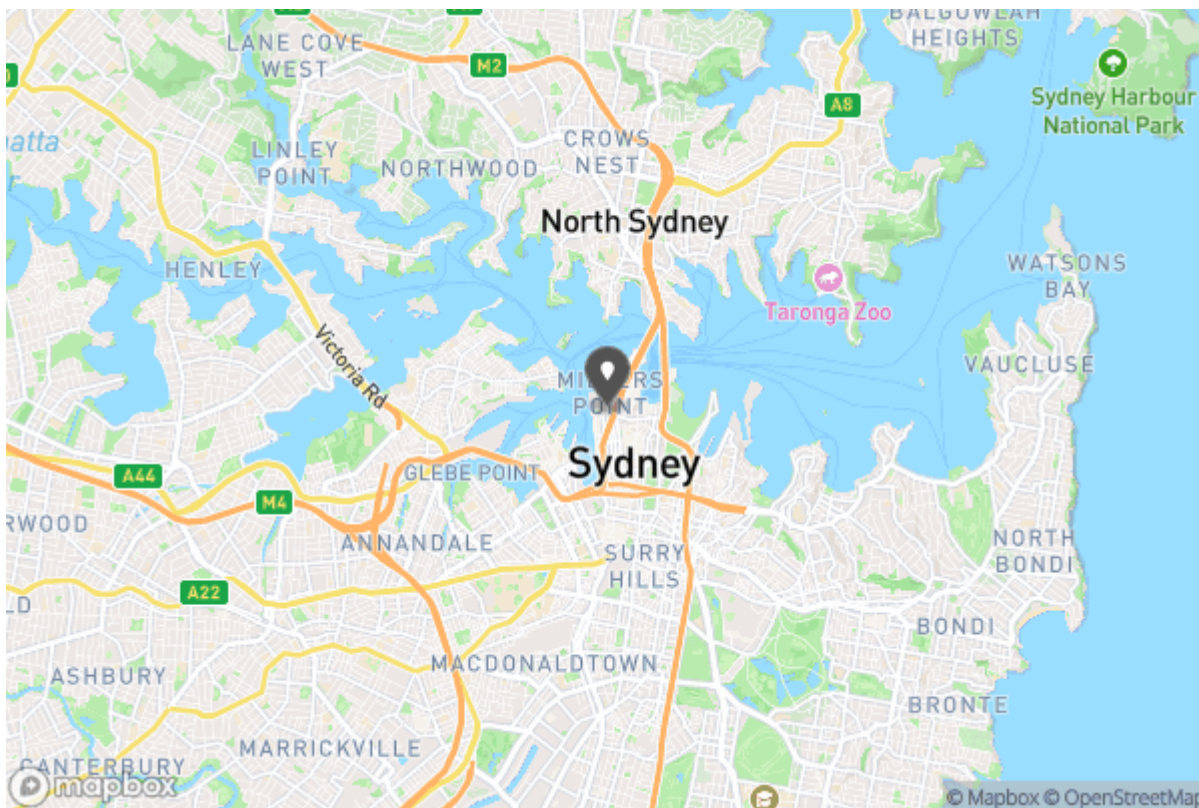 BALGOWLAH
HEIGHTS
LANE COVE
WEST
M2
Sydney Harbour
National Park
A8
CROWS
NEST
LINLEY
POINT
NORTHWOOD
North Sydney
HENLEY
WATSONS
BAY
Taronga Zoo
Victoria Rd
VAUCLUSE
POINT
Sydney
GLEBE POINT
A44
M4
ANNANDALE
SURRY
HILLS
NORTH
BONDI
A22
BONDI
MACDONALDTOWN
ASHBURY
BRONTE
MARRICKVILLE
CANTERBURY
mapbox
© Mapbox © OpenStreetMap